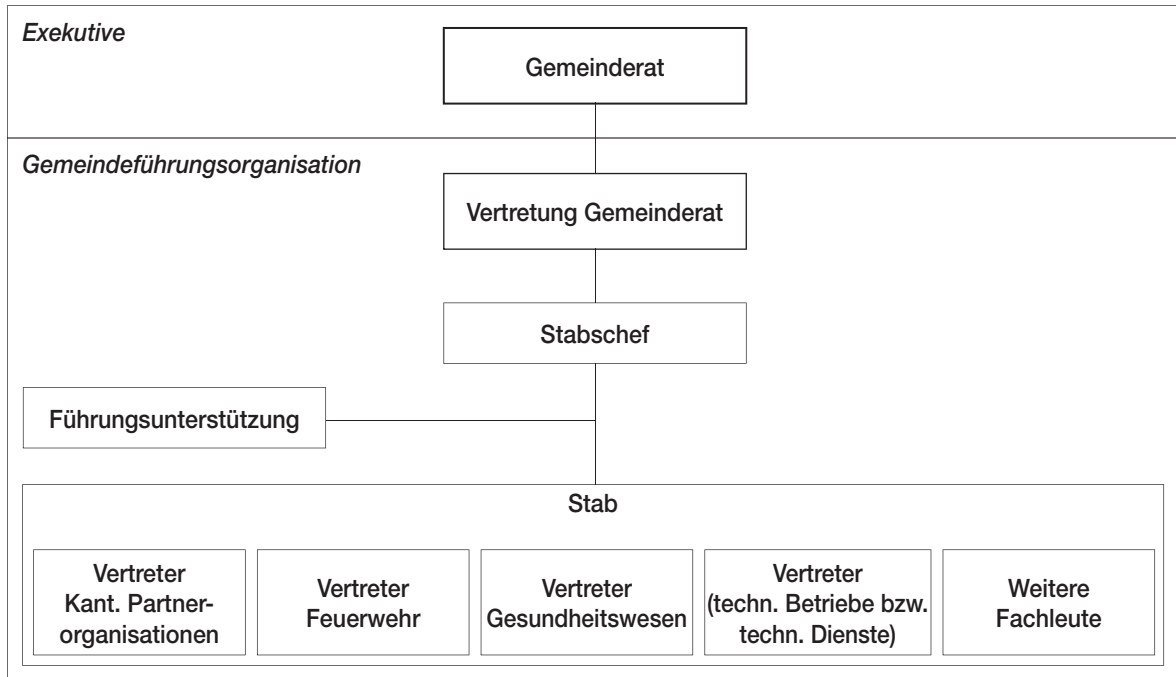 Exekutive
Gemeinderat
Gemeindeführungsorganisation
Vertretung Gemeinderat
Stabschef
Führungsunterstützung
Stab
Vertreter
Kant. Partner-
organisationen
Vertreter
Feuerwehr
Vertreter
Gesundheitswesen
Vertreter
(techn. Betriebe bzw.
techn. Dienste)
Weitere
Fachleute